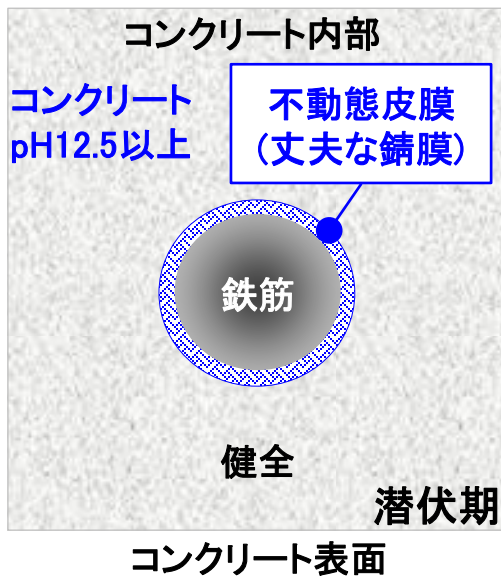 コンクリート内部
コンクリート
pH12.5以上
不動態皮膜
(丈夫な錆膜)
鉄筋
健全
潜伏期
コンクリート表面